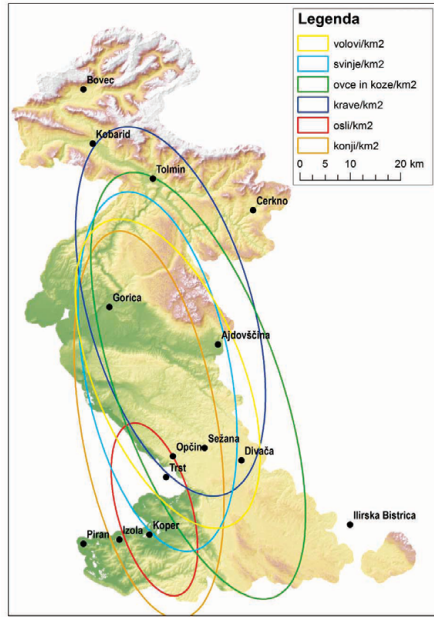 Legenda
volovi/km2
svinje/km2
ovce in koze/km2
krave/km2
osli/km2
konji/km2
0 5 10 20 km
Bovec
Kobarid
Tolmin
Cerkno
Gorica
Ajdovščina
Opčine
Sežana
Divača
Trst
Ilirska Bistrica
Koper
Izola
Piran